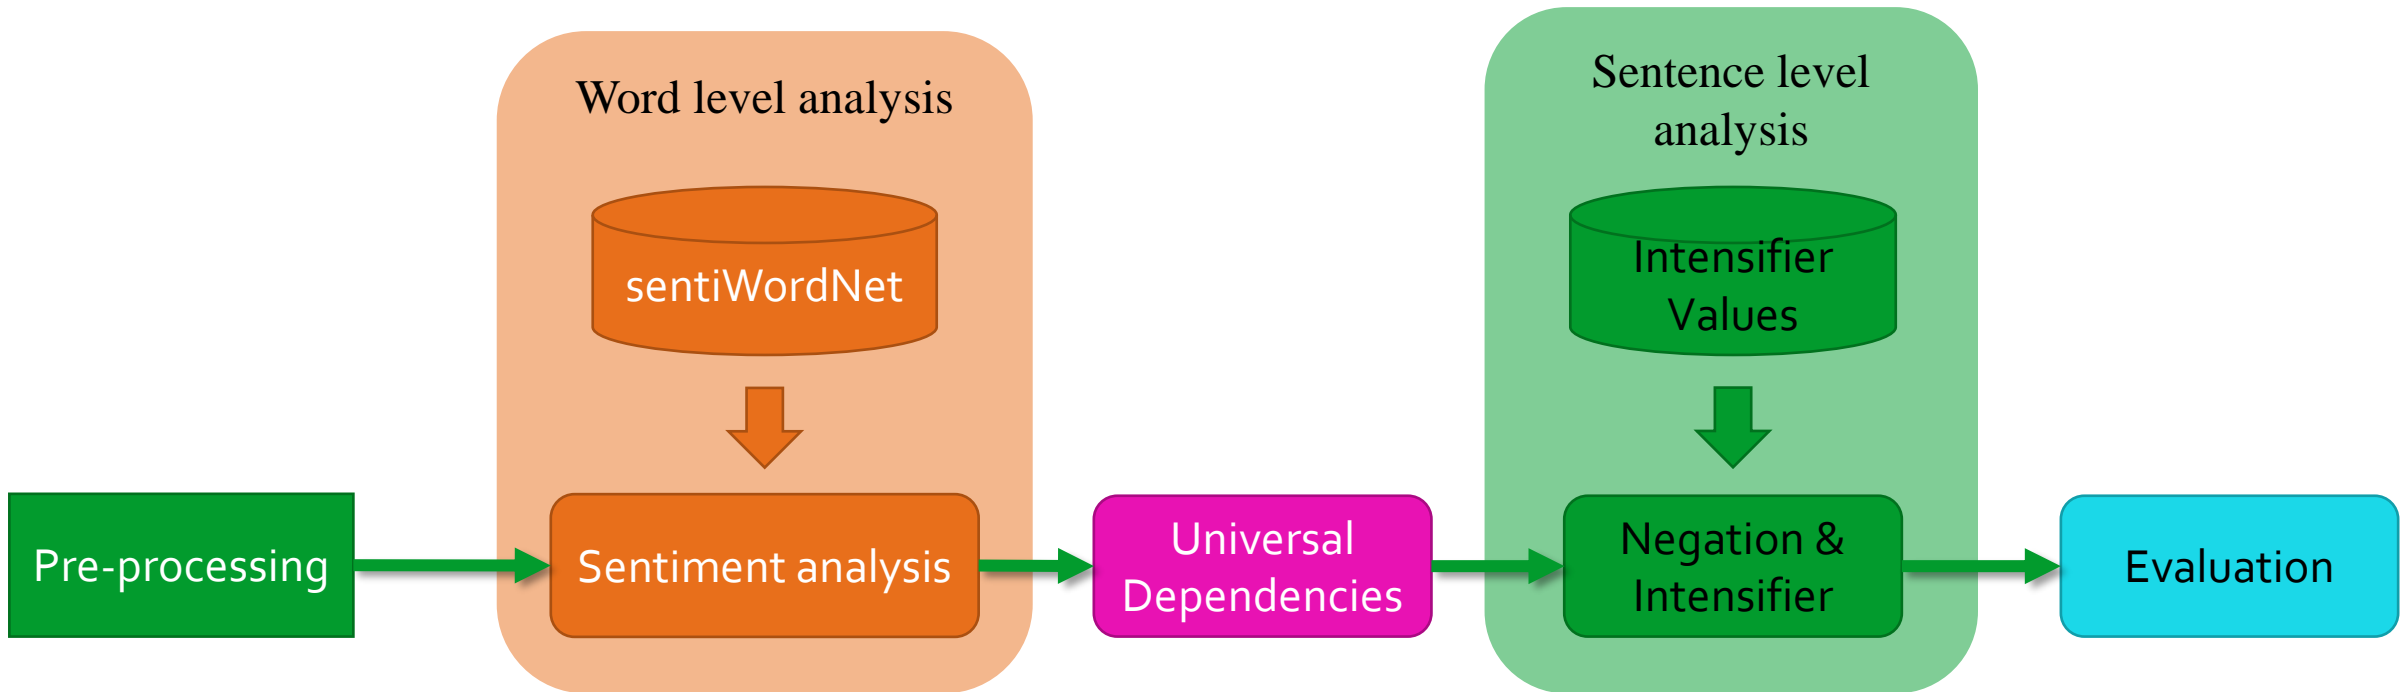 Word level analysis
sentiWordNet
Sentence level
analysis
Intensifier
Values
Pre-processing
Sentiment analysis
Universal
Dependencies
Negation &
Intensifier
Evaluation